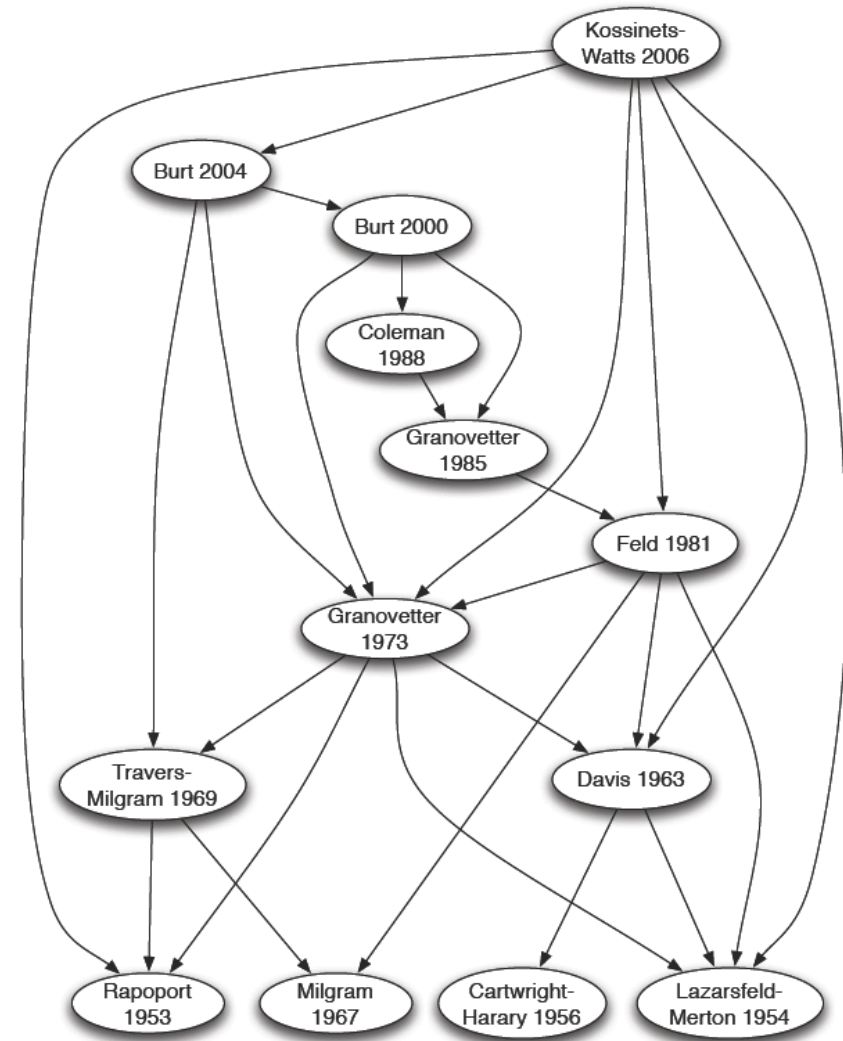 Kossinets-
Watts 2006
Burt 2004
Burt 2000
Coleman
1988
Granovetter
1985
Feld 1981
Granovetter
1973
Travers-
Milgram 1969
Davis 1963
Rapoport
1953
Milgram
1967
Cartwright-
Harary 1956
Lazarsfeld-
Merton 1954